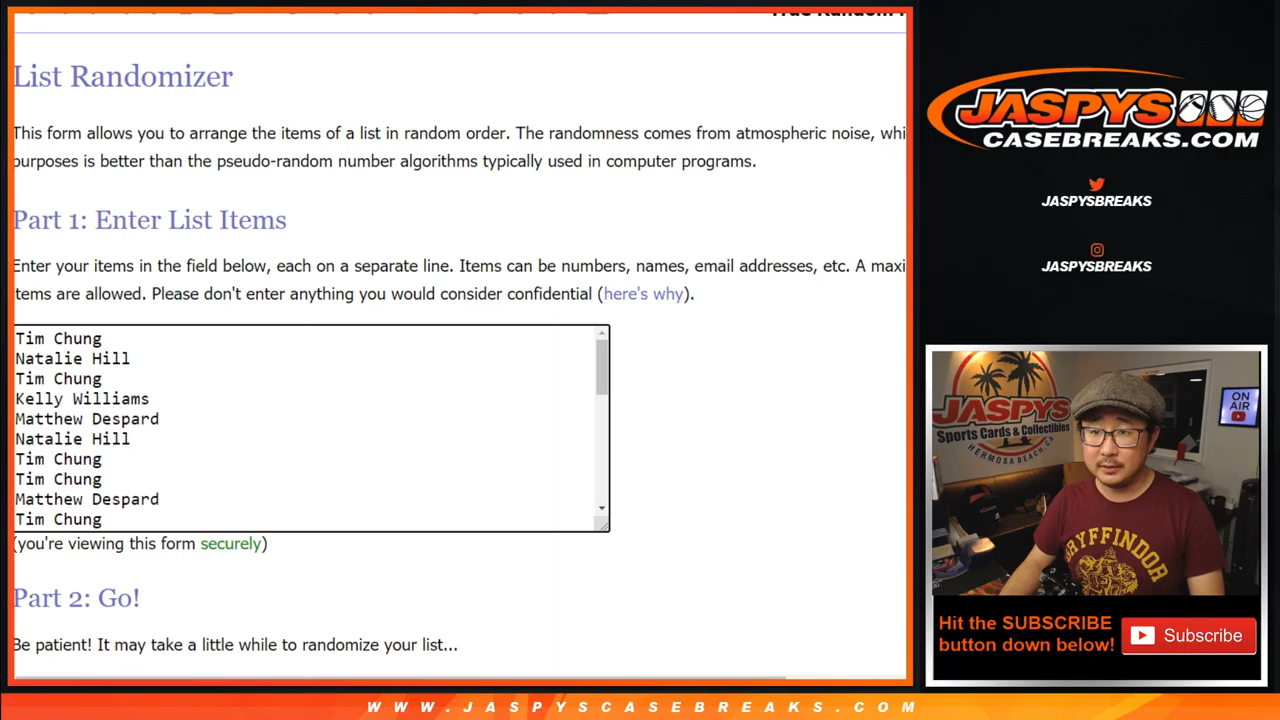 List Randomizer
This form allows you to arrange the items of a list in random order. The randomness comes from atmospheric noise, whi
purposes is better than the pseudo-random number algorithms typically used in computer programs.
Part 1: Enter List Items
Enter your items in the field below, each on a separate line. Items can be numbers, names, email addresses, etc. A maxi
items are allowed. Please don't enter anything you would consider confidential (here's why).
Tim Chung
Natalie Hill
Tim Chung
Kelly Williams
Matthew Despard
Natalie Hill
Tim Chung
Tim Chung
Matthew Despard
Tim Chung
(you're viewing this form securely)
Part 2: Go!
Be patient! It may take a little while to randomize your list...
JASPYS
CASEBREAKS.COM
JASPYSBREAKS
JASPYSBREAKS
JASPYS
Sports Cards & Collectibles
HERMOSA BEACH, CA
ON
AIR
GRYFFINDOR
Hit the SUBSCRIBE
button down below!
Subscribe
WWW.JASPYSCASEBREAKS.COM